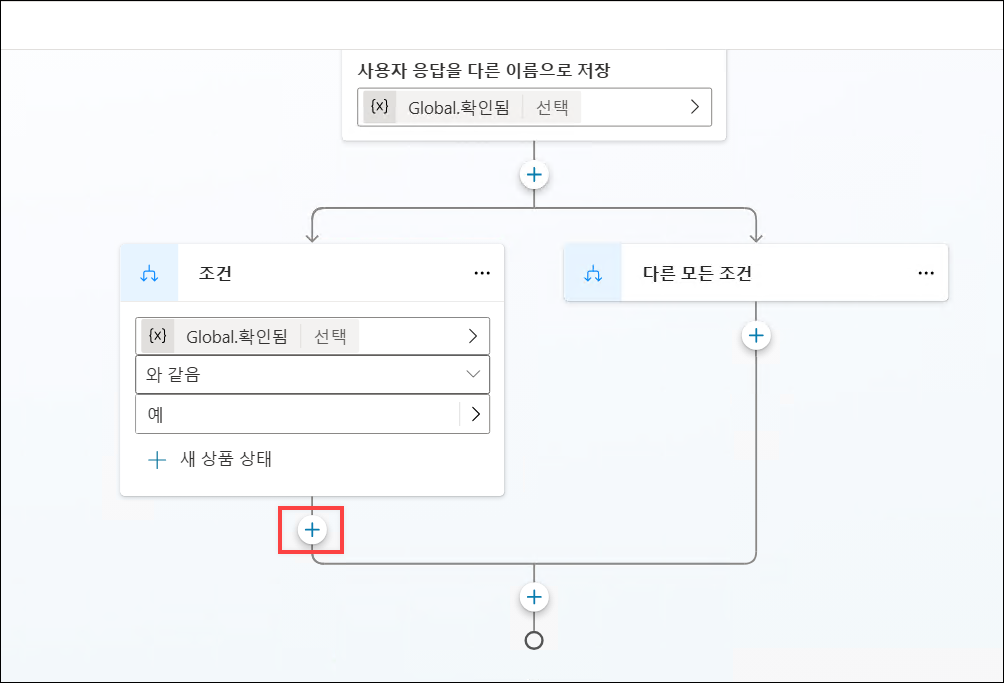 사용자 응답을 다른 이름으로 저장
{x} Global.확인됨 선택
조건
다른 모든 조건
{x} Global.확인됨 선택
와 같음
예
새 상품 상태